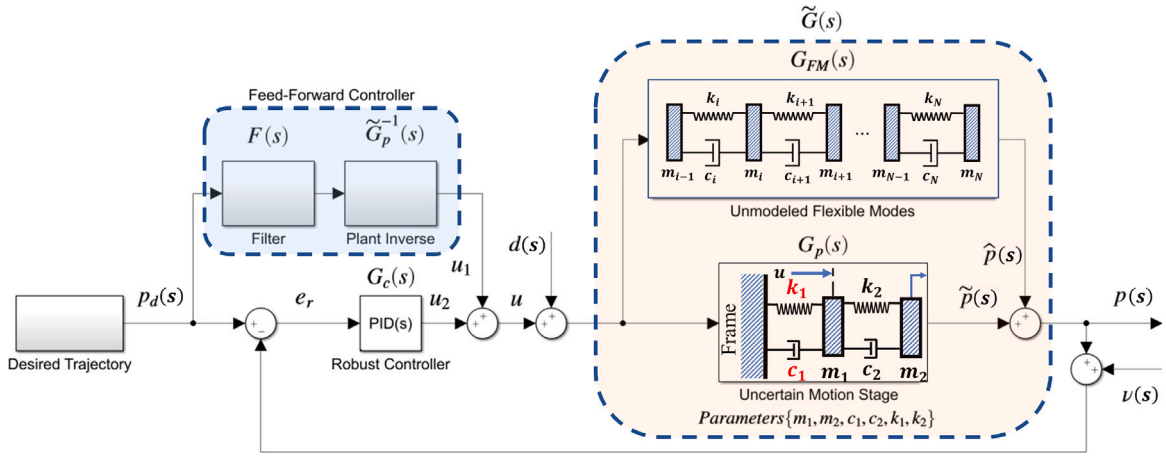 G̃(s)
G_FM(s)
k_i
k_{i+1}
k_N
...
c_i
c_{i+1}
c_N
m_{i-1}
m_i
m_{i+1}
m_{N-1}
m_N
Unmodeled Flexible Modes
Feed-Forward Controller
F(s)
G̃_p^{-1}(s)
Filter
Plant Inverse
d(s)
G_p(s)
p̂(s)
u
k_1
k_2
Frame
c_1
m_1
c_2
m_2
Uncertain Motion Stage
Parameters{m_1, m_2, c_1, c_2, k_1, k_2}
p_d(s)
e_r
G_c(s)
u_1
u_2
u
p̃(s)
p(s)
PID(s)
+
−
+
+
+
+
+
+
+
+
Desired Trajectory
Robust Controller
ν(s)